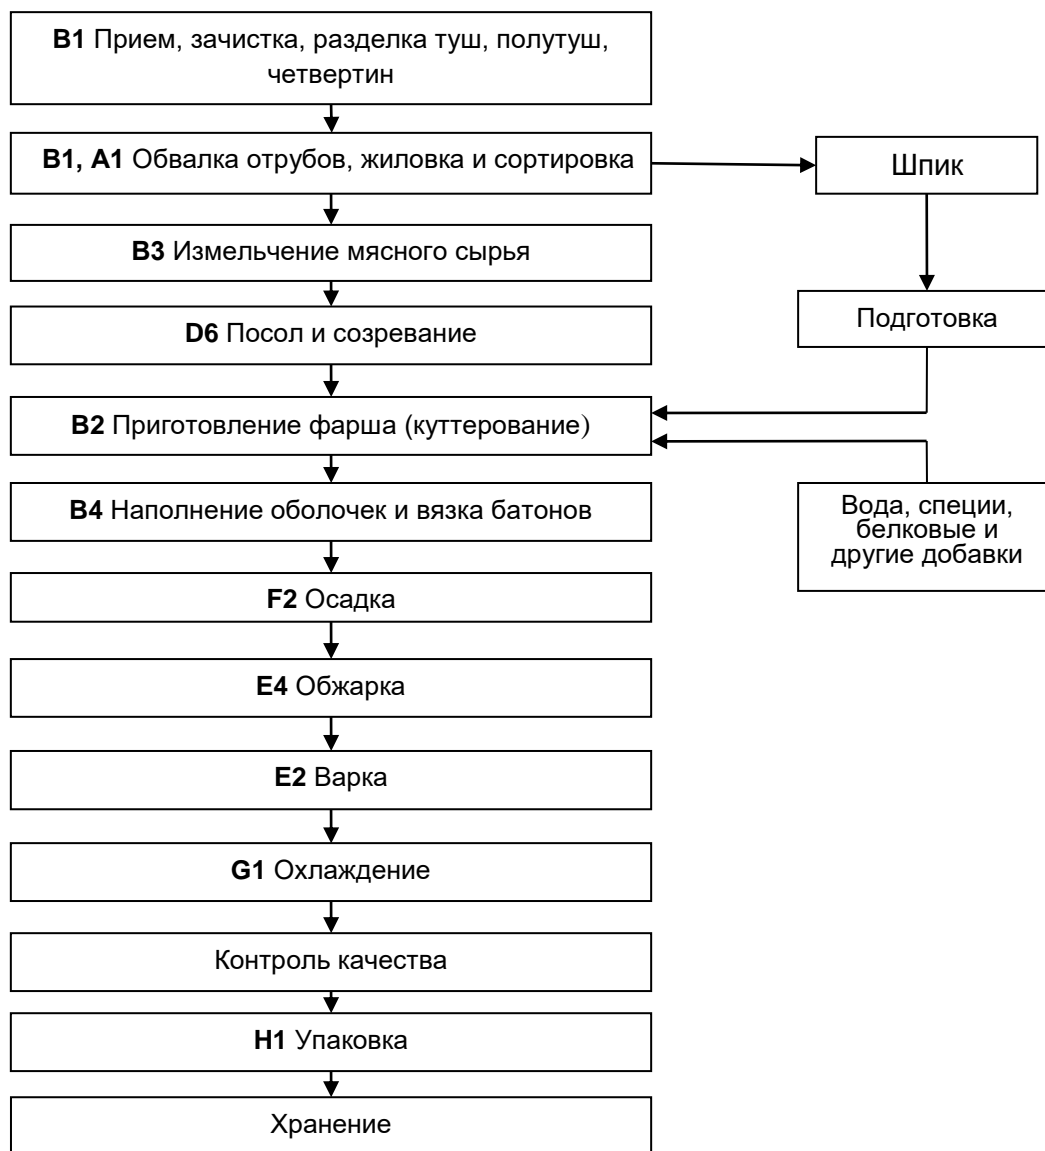 B1 Прием, зачистка, разделка туш, полутуш,
четвертин
B1, A1 Обвалка отрубов, жиловка и сортировка
Шпик
B3 Измельчение мясного сырья
Подготовка
D6 Посол и созревание
B2 Приготовление фарша (куттерование)
B4 Наполнение оболочек и вязка батонов
Вода, специи,
белковые и
другие добавки
F2 Осадка
E4 Обжарка
E2 Варка
G1 Охлаждение
Контроль качества
H1 Упаковка
Хранение